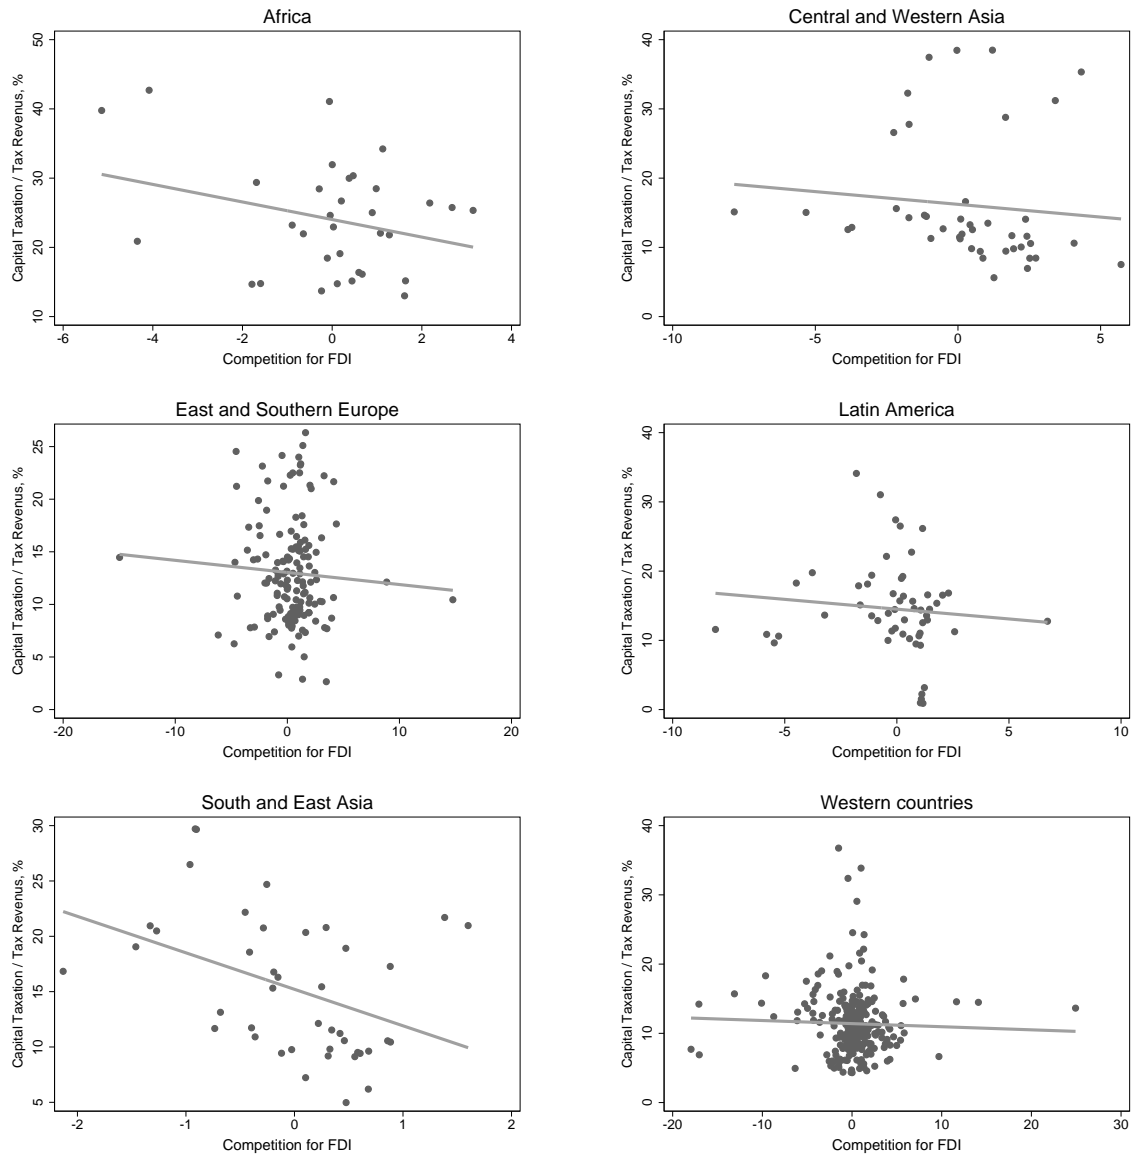 Africa
Capital Taxation / Tax Revenus, %
50
40
30
20
10
-6 -4 -2 0 2 4
Competition for FDI
Central and Western Asia
Capital Taxation / Tax Revenus, %
40
30
20
10
0
-10 -5 0 5
Competition for FDI
East and Southern Europe
Capital Taxation / Tax Revenus, %
25
20
15
10
5
0
-20 -10 0 10 20
Competition for FDI
Latin America
Capital Taxation / Tax Revenus, %
40
30
20
10
0
-10 -5 0 5 10
Competition for FDI
South and East Asia
Capital Taxation / Tax Revenus, %
30
25
20
15
10
5
-2 -1 0 1 2
Competition for FDI
Western countries
Capital Taxation / Tax Revenus, %
40
30
20
10
0
-20 -10 0 10 20 30
Competition for FDI